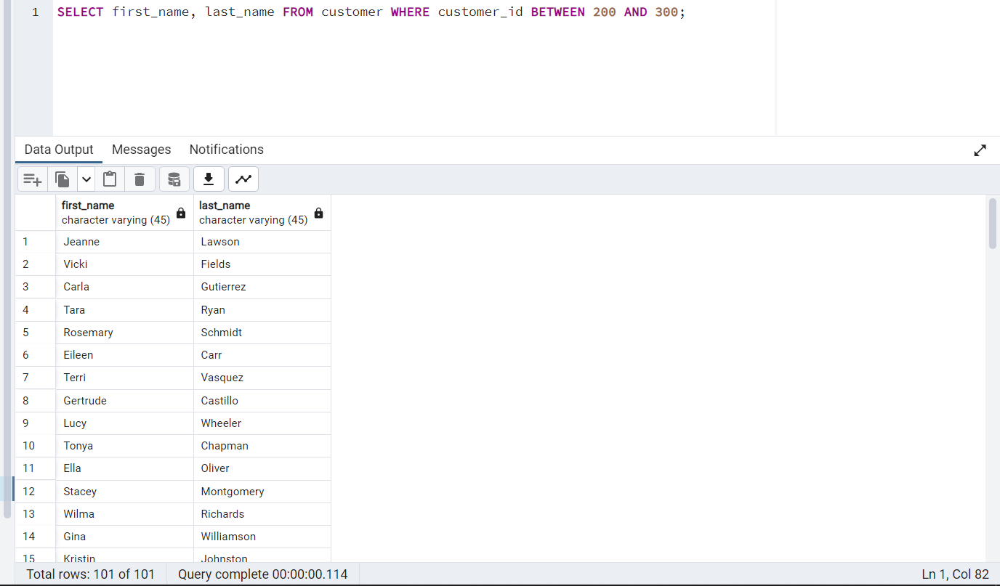 1 SELECT first_name, last_name FROM customer WHERE customer_id BETWEEN 200 AND 300;
Data Output Messages Notifications
first_name last_name
character varying (45) character varying (45)
1 Jeanne Lawson
2 Vicki Fields
3 Carla Gutierrez
4 Tara Ryan
5 Rosemary Schmidt
6 Eileen Carr
7 Terri Vasquez
8 Gertrude Castillo
9 Lucy Wheeler
10 Tonya Chapman
11 Ella Oliver
12 Stacey Montgomery
13 Wilma Richards
14 Gina Williamson
15 Kristin Johnston
Total rows: 101 of 101 Query complete 00:00:00.114 Ln 1, Col 82